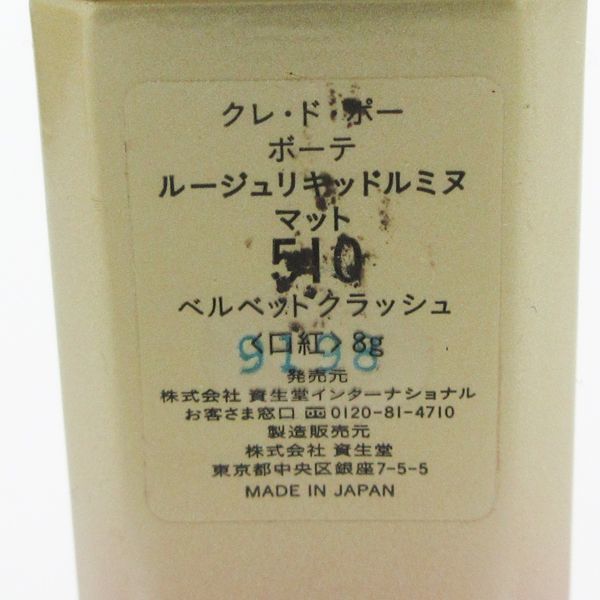 クレ・ド・ポー
ボーテ
ルージュリキッドルミヌ
マット
510
ベルベットクラッシュ
<口紅> 8g
9198
発売元
株式会社 資生堂インターナショナル
お客さま窓口 0120-81-4710
製造販売元
株式会社 資生堂
東京都中央区銀座7-5-5
MADE IN JAPAN